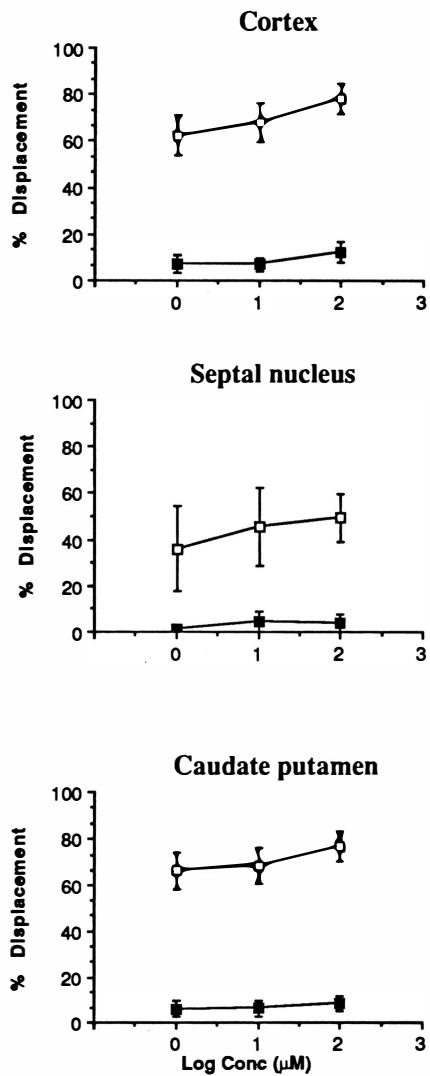 Cortex
100
80
60
40
20
0
% Displacement
0 1 2 3
Septal nucleus
100
80
60
40
20
0
% Displacement
0 1 2 3
Caudate putamen
100
80
60
40
20
0
% Displacement
0 1 2 3
Log Conc (µM)